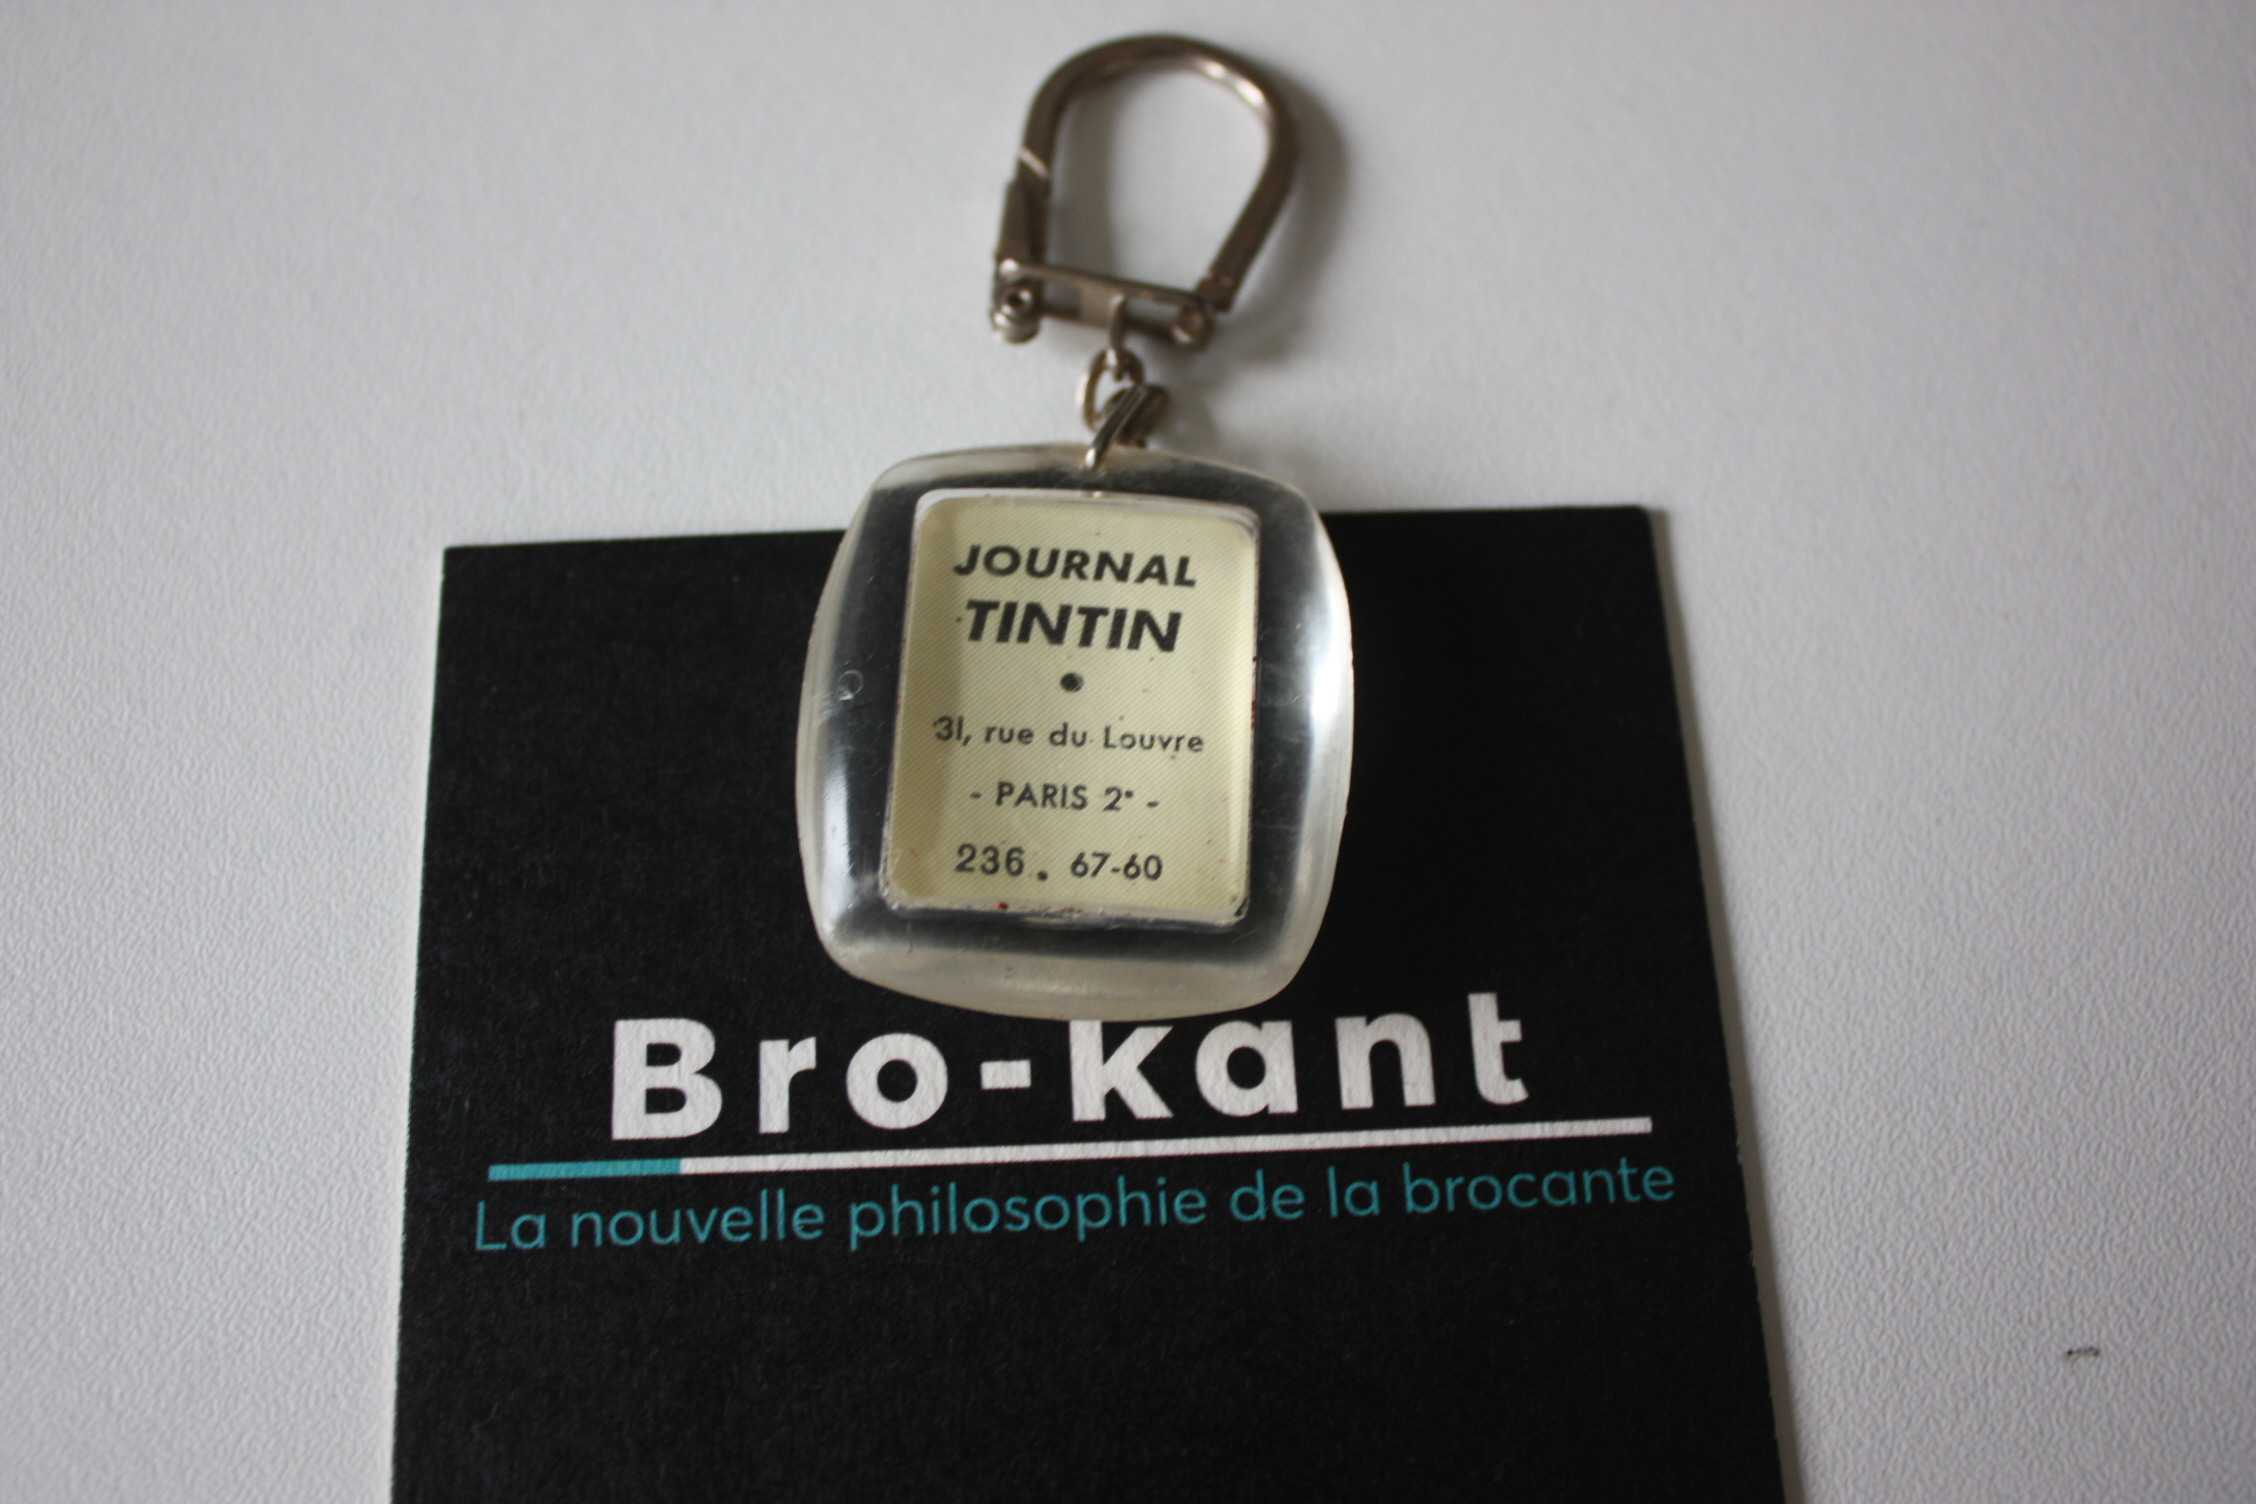 JOURNAL
TINTIN
•
31, rue du Louvre
- PARIS 2e -
236. 67-60
Bro-kant
La nouvelle philosophie de la brocante